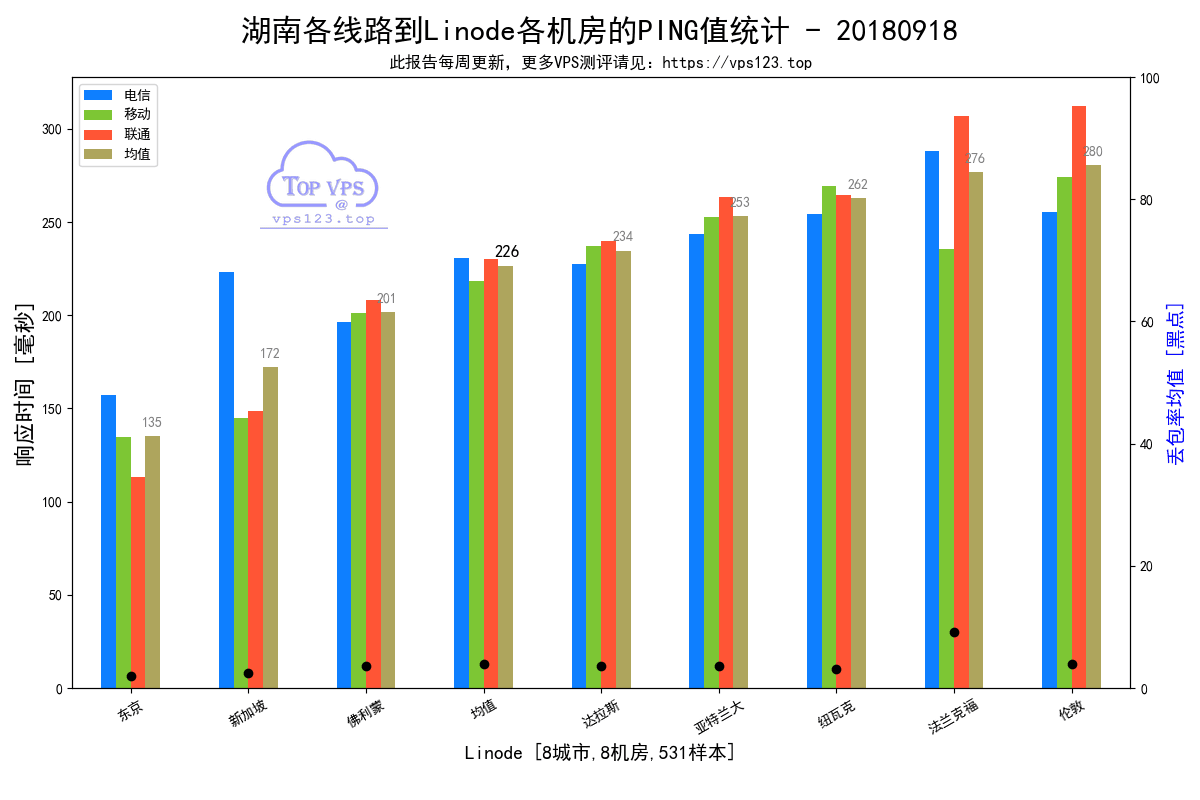 湖南各线路到Linode各机房的PING值统计 - 20180918
此报告每周更新，更多VPS测评请见：https://vps123.top
电信
移动
联通
均值
TOP VPS
@
vps123.top
响应时间 [毫秒]
0
50
100
150
200
250
300
135
172
201
226
234
253
262
276
280
0
20
40
60
80
100
丢包率均值 [黑点]
东京
新加坡
佛利蒙
均值
达拉斯
亚特兰大
纽瓦克
法兰克福
伦敦
Linode [8城市,8机房,531样本]